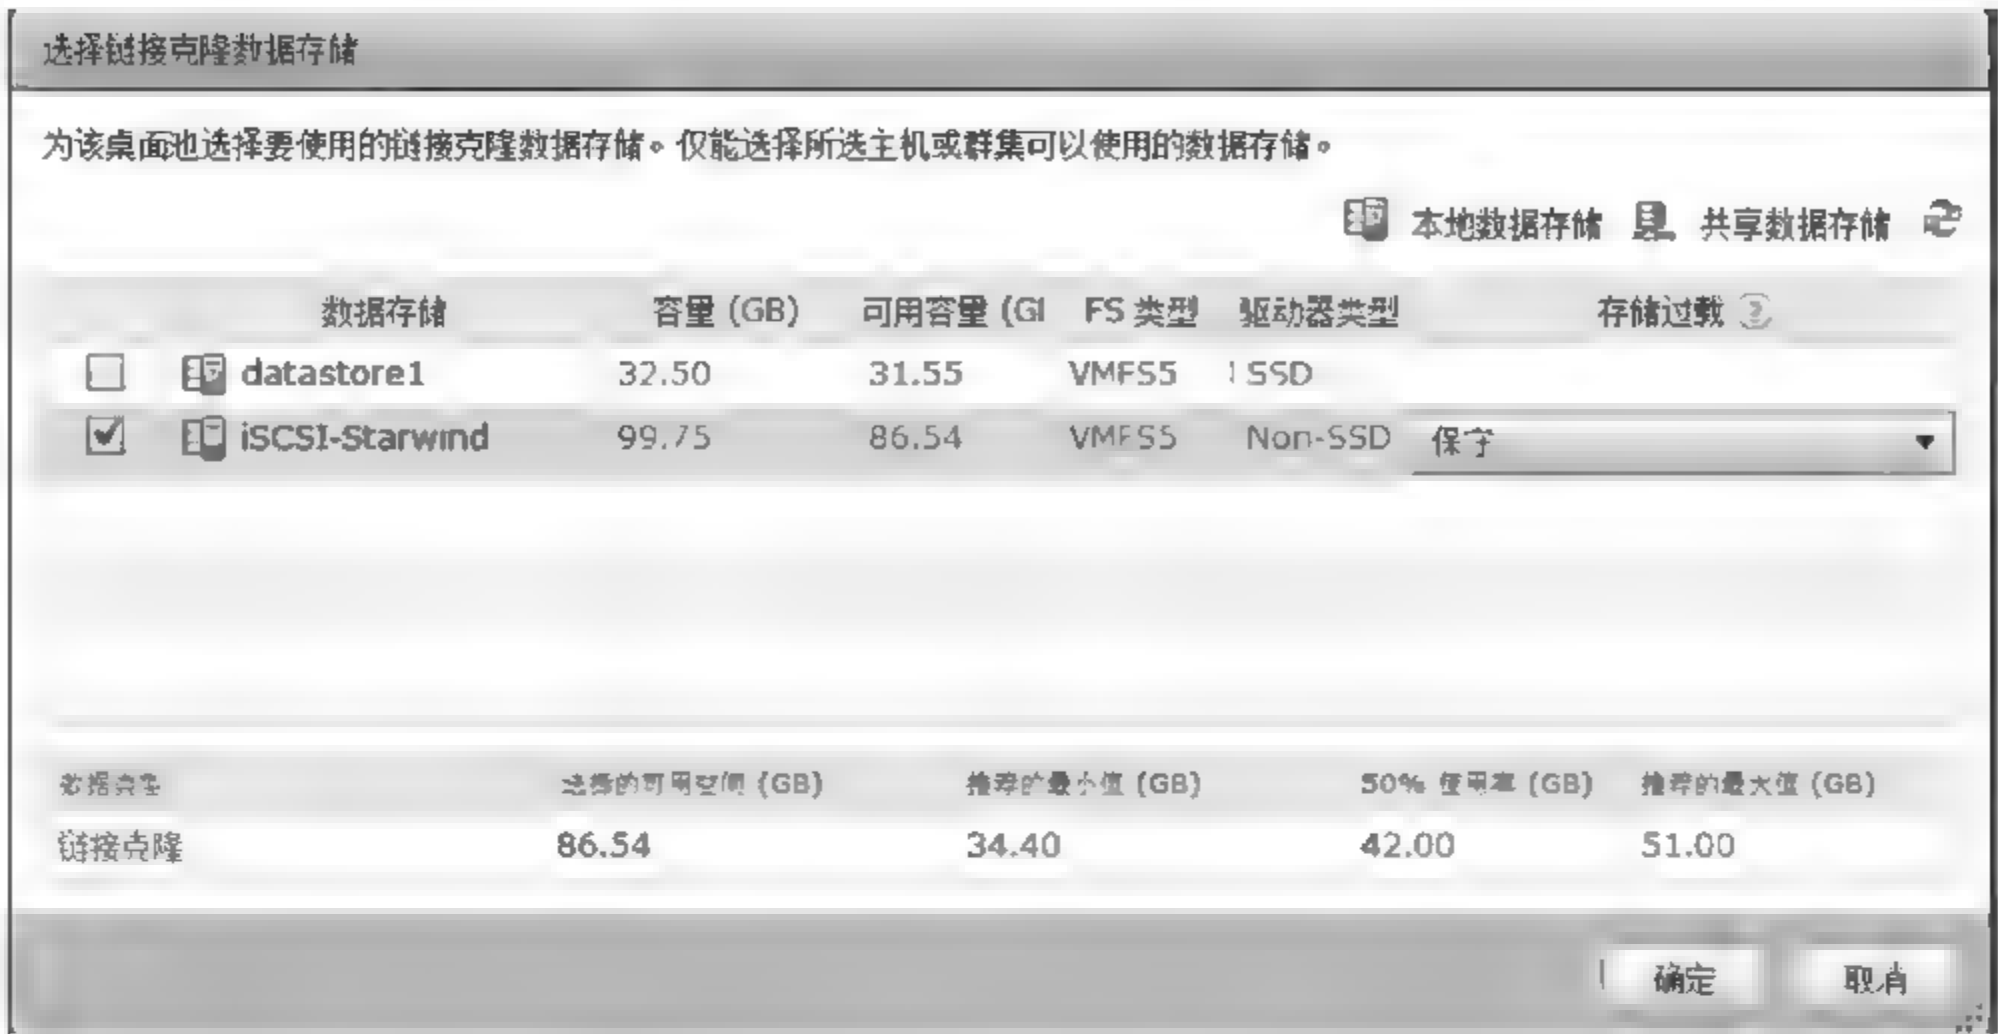 选择链接克隆数据存储
为该桌面池选择要使用的链接克隆数据存储。仅能选择所选主机或群集可以使用的数据存储。
本地数据存储 共享数据存储
数据存储 容量 (GB) 可用容量 (GI FS 类型 驱动器类型 存储过载 ?
datastore1 32.50 31.55 VMFS5 SSD
iSCSI-Starwind 99.75 86.54 VMFS5 Non-SSD 保守
数据类型 选择的可用空间 (GB) 推荐的最小值 (GB) 50% 使用率 (GB) 推荐的最大值 (GB)
链接克隆 86.54 34.40 42.00 51.00
确定 取消